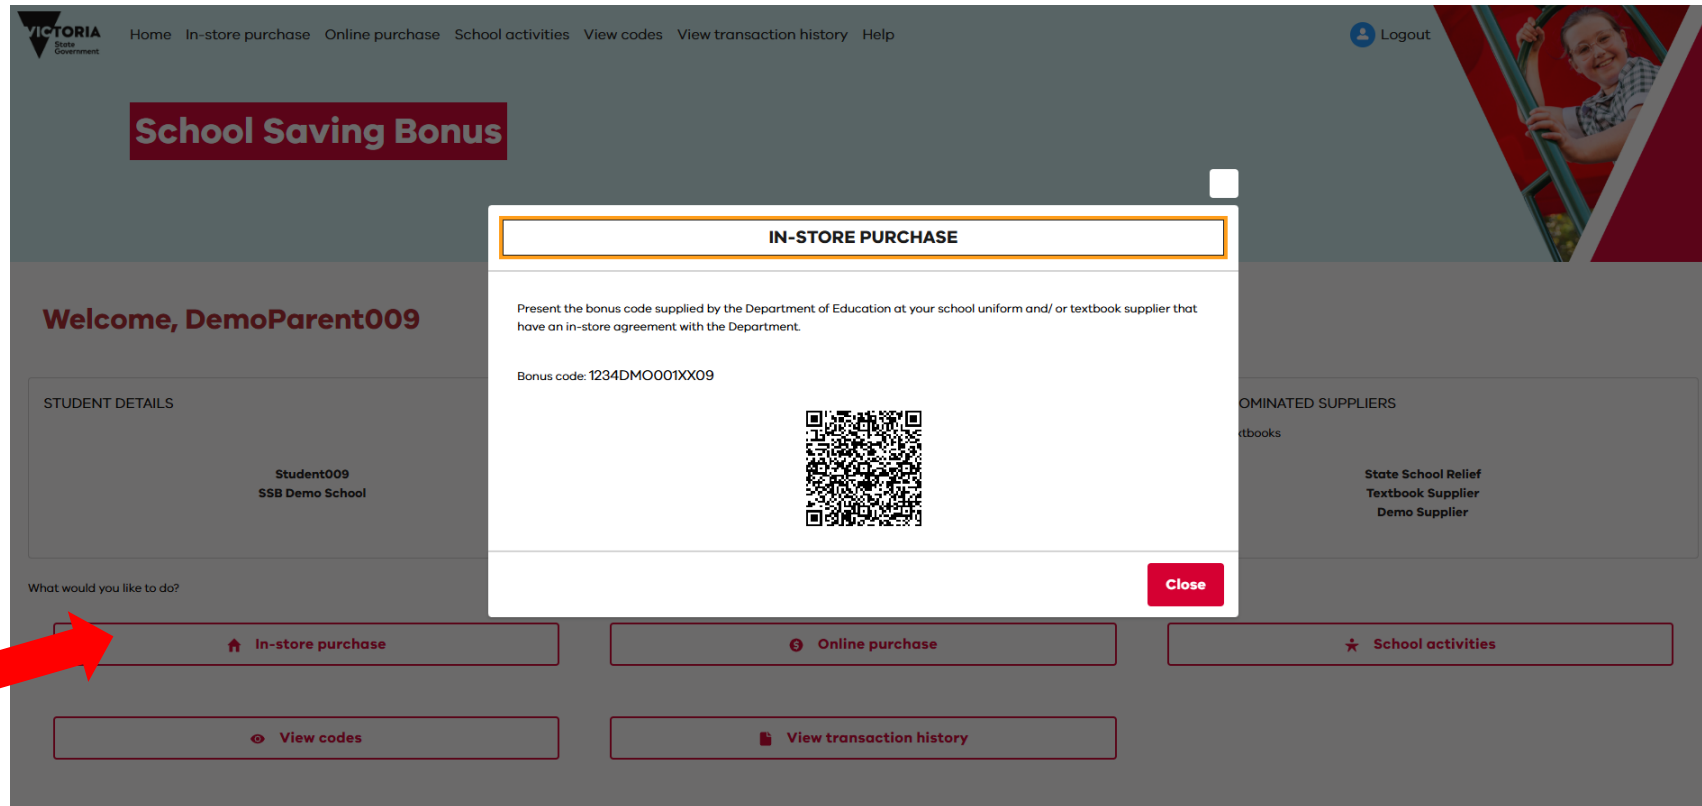 VICTORIA
State
Government
Home In-store purchase Online purchase School activities View codes View transaction history Help
Logout
School Saving Bonus
IN-STORE PURCHASE
Present the bonus code supplied by the Department of Education at your school uniform and/ or textbook supplier that
have an in-store agreement with the Department.
Bonus code: 1234DMO001XX09
Close
Welcome, DemoParent009
STUDENT DETAILS
Student009
SSB Demo School
OMINATED SUPPLIERS
xtbooks
State School Relief
Textbook Supplier
Demo Supplier
What would you like to do?
In-store purchase
Online purchase
School activities
View codes
View transaction history